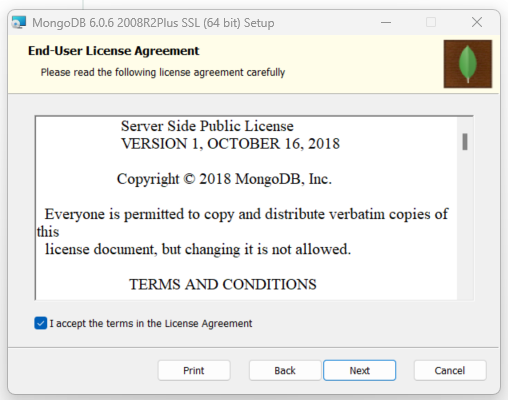 MongoDB 6.0.6 2008R2Plus SSL (64 bit) Setup
End-User License Agreement
Please read the following license agreement carefully
Server Side Public License
VERSION 1, OCTOBER 16, 2018
Copyright © 2018 MongoDB, Inc.
Everyone is permitted to copy and distribute verbatim copies of
this
license document, but changing it is not allowed.
TERMS AND CONDITIONS
I accept the terms in the License Agreement
Print Back Next Cancel